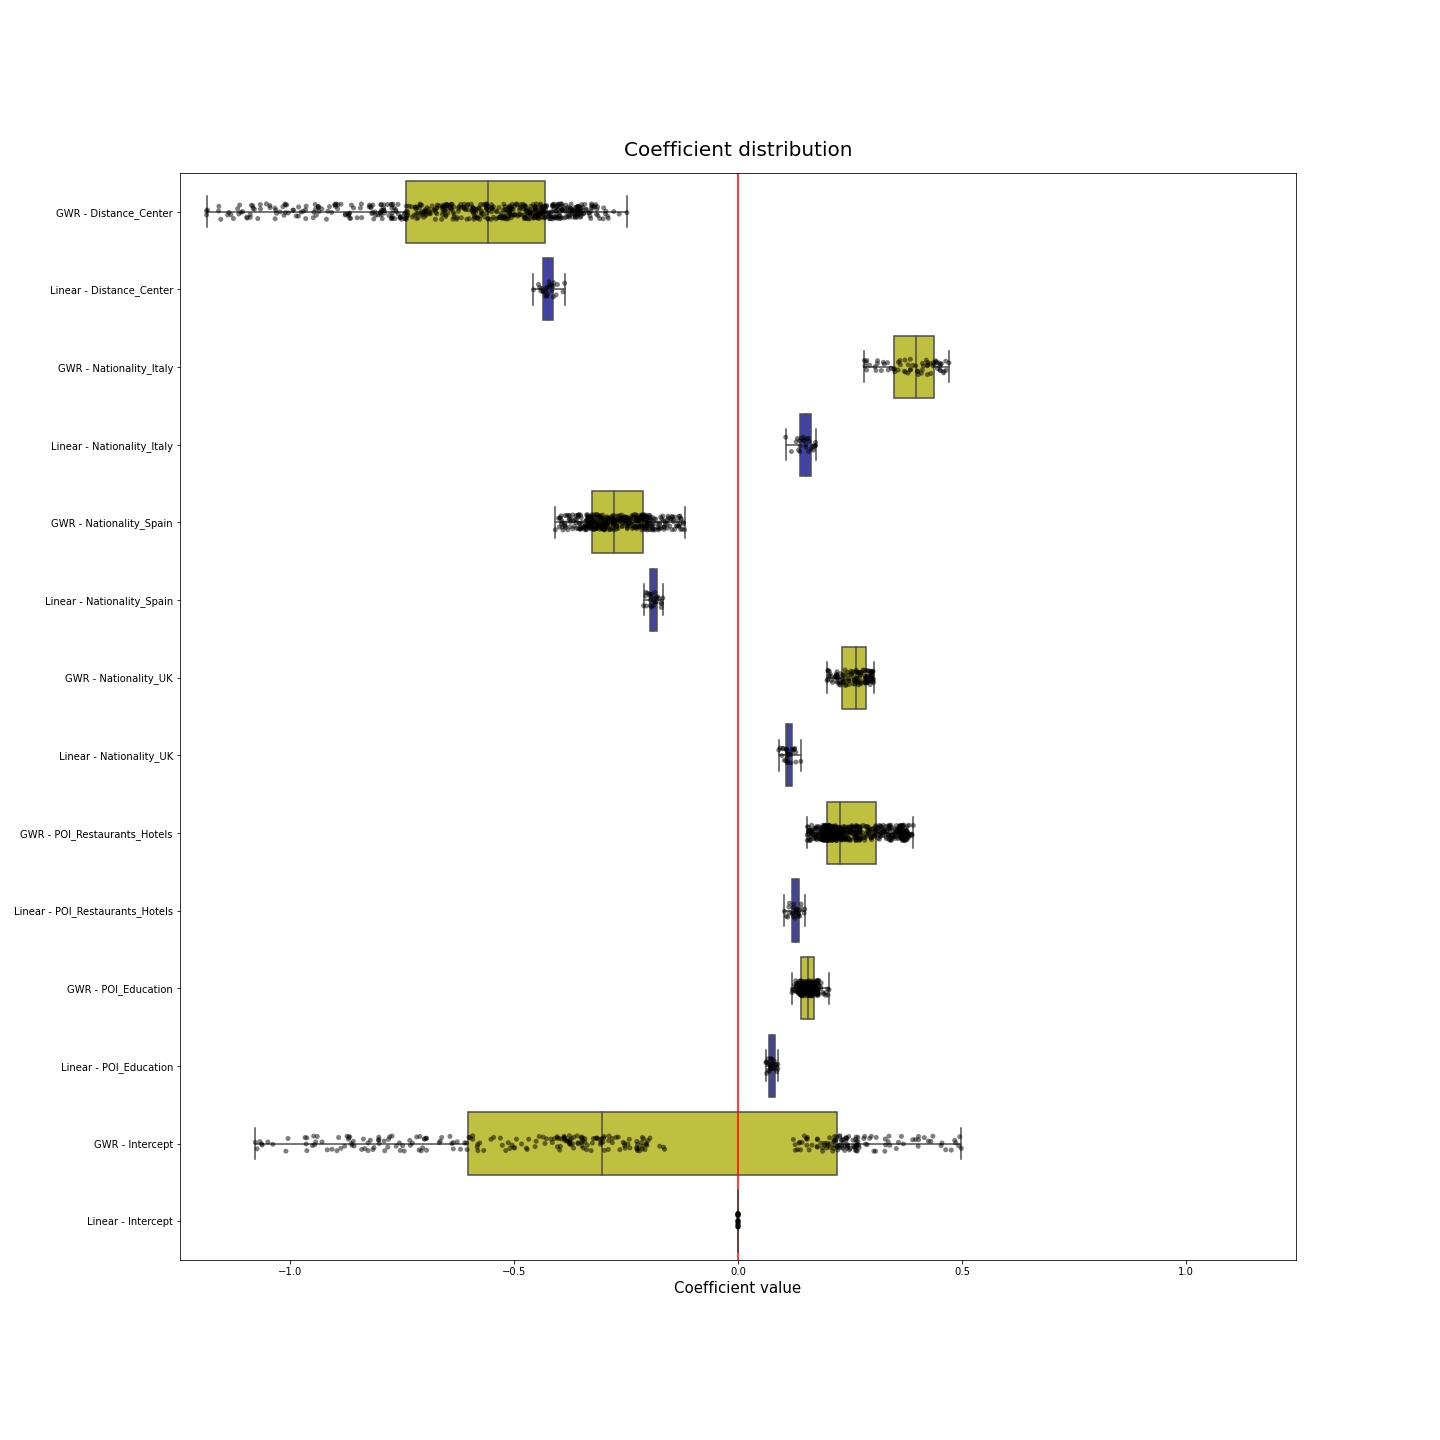 Coefficient distribution
GWR - Distance_Center
Linear - Distance_Center
GWR - Nationality_Italy
Linear - Nationality_Italy
GWR - Nationality_Spain
Linear - Nationality_Spain
GWR - Nationality_UK
Linear - Nationality_UK
GWR - POI_Restaurants_Hotels
Linear - POI_Restaurants_Hotels
GWR - POI_Education
Linear - POI_Education
GWR - Intercept
Linear - Intercept
−1.0 −0.5 0.0 0.5 1.0
Coefficient value